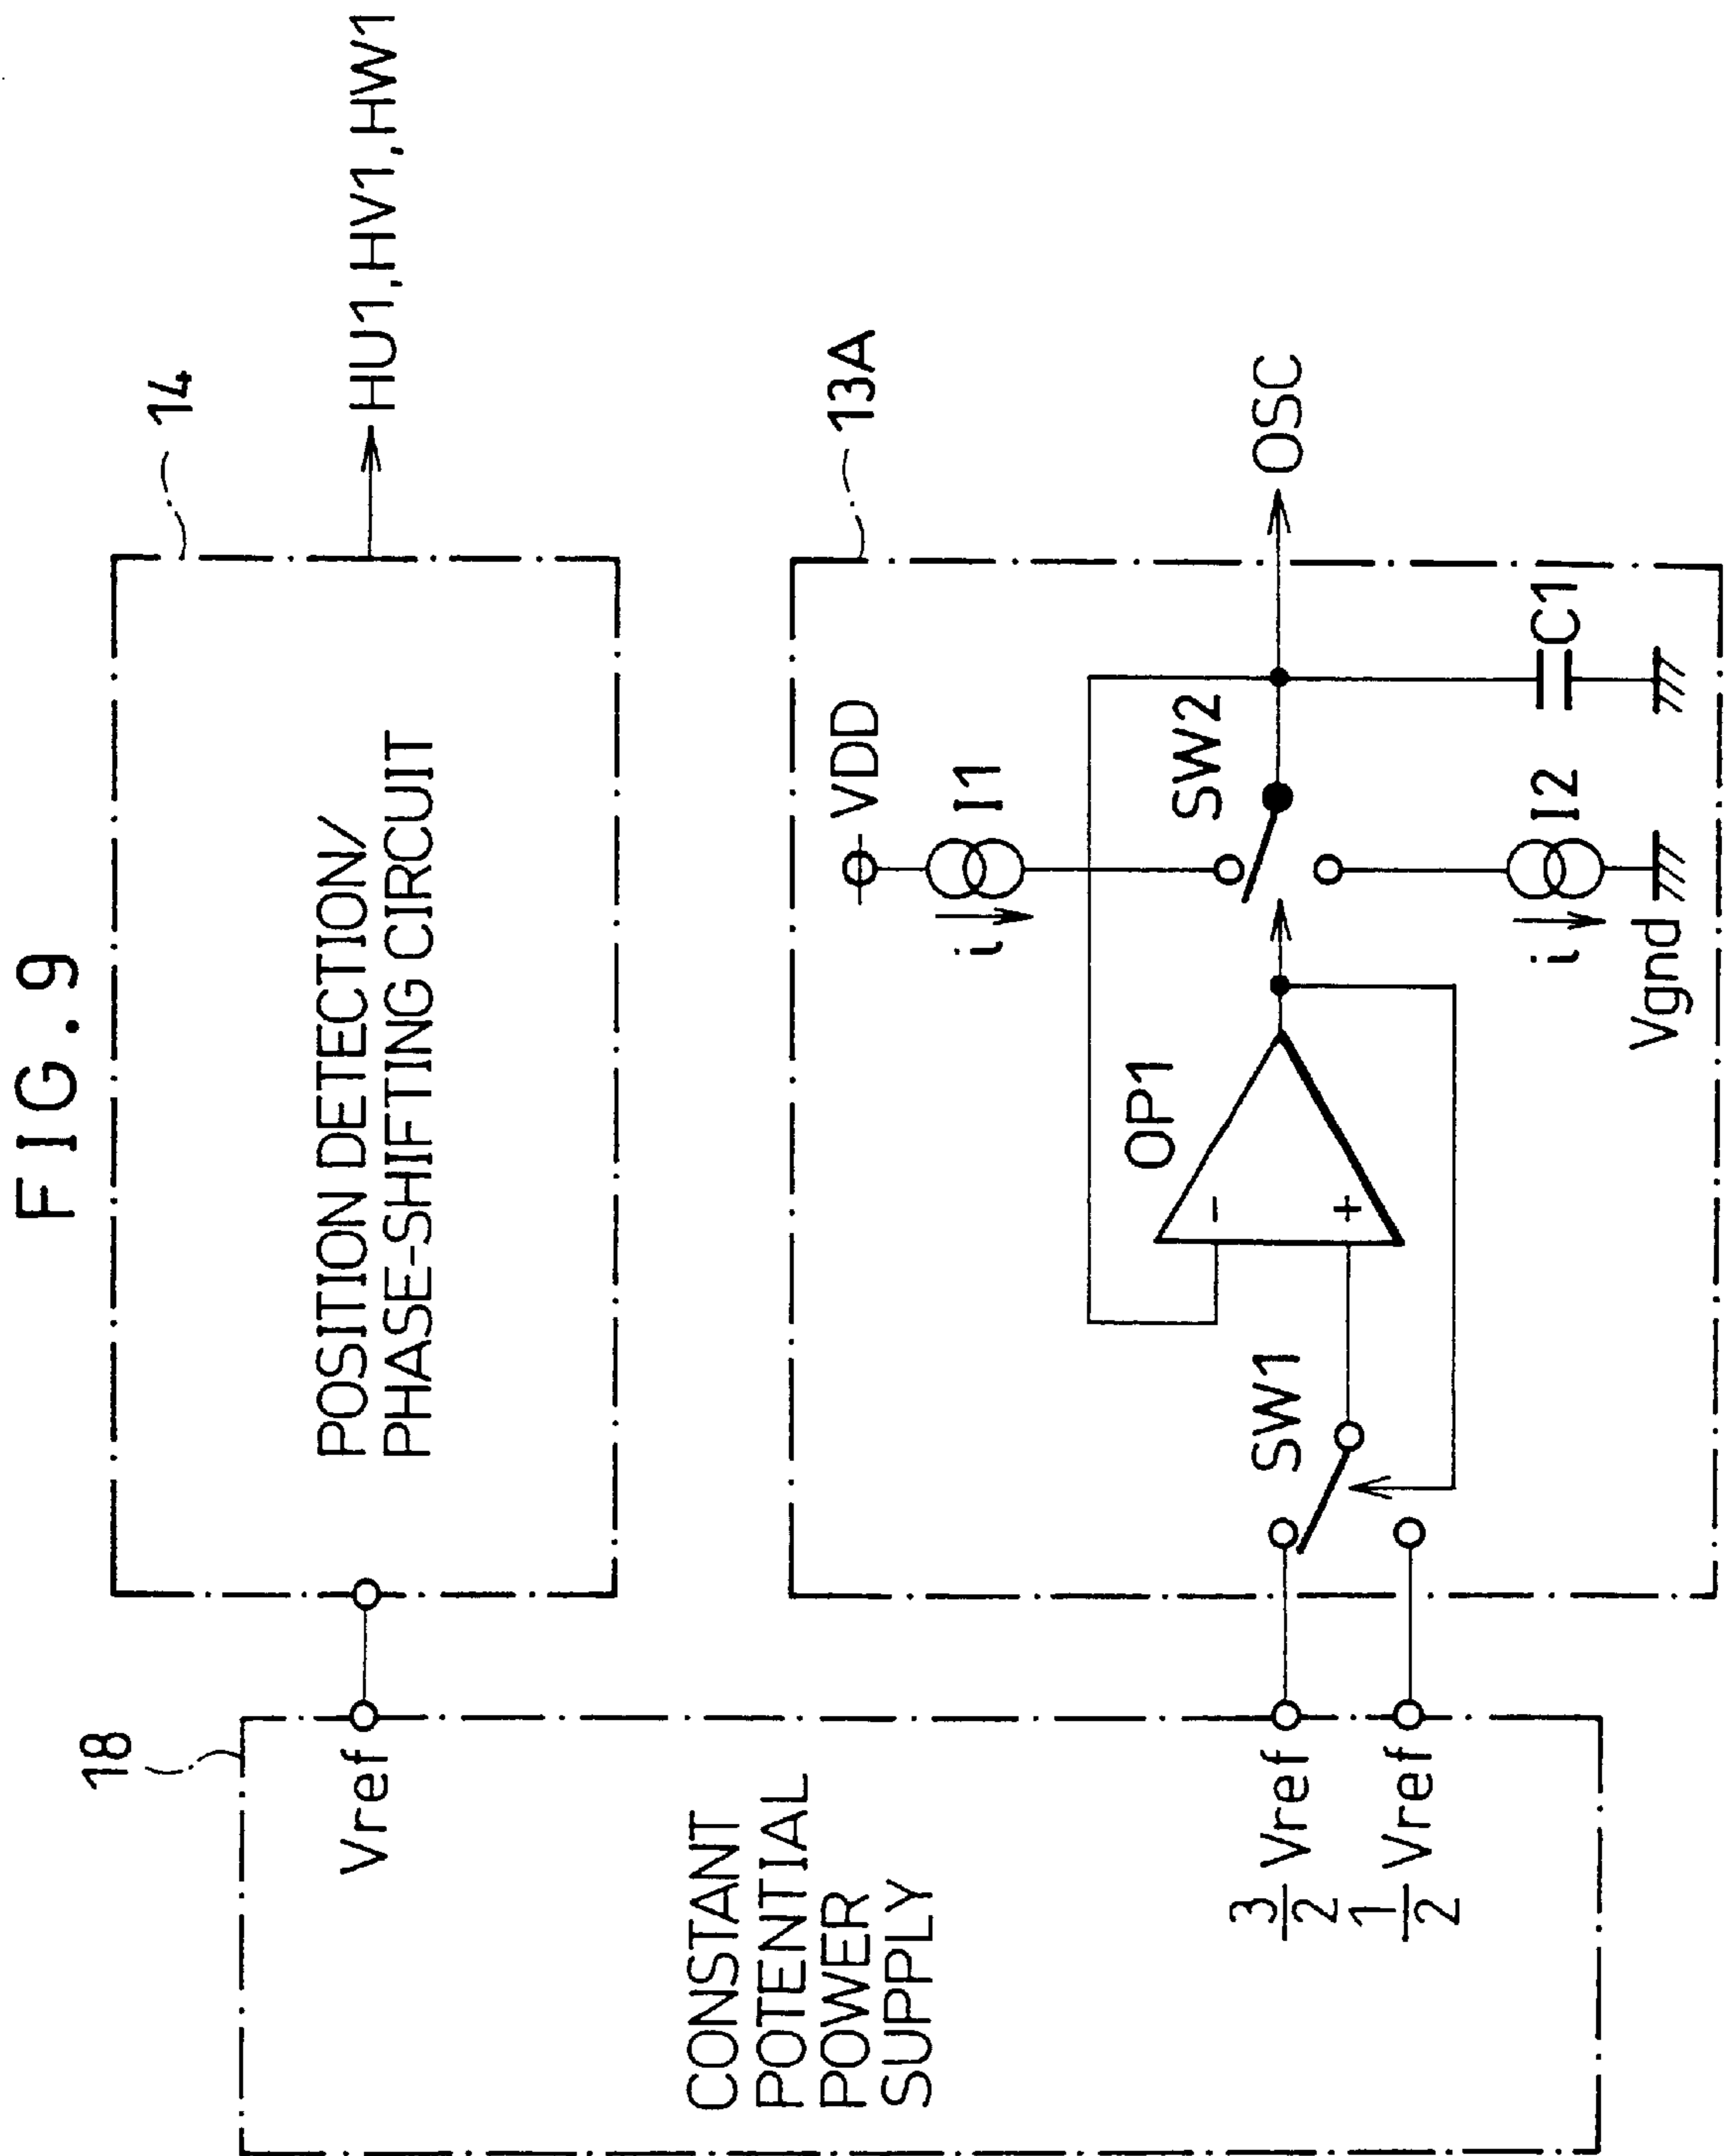 FIG. 9
18
14
Vref
POSITION DETECTION/
PHASE-SHIFTING CIRCUIT
HU1,HV1,HW1
CONSTANT
POTENTIAL
POWER
SUPPLY
3/2 Vref
1/2 Vref
13A
VDD
I1
i
SW1
OP1
-
+
SW2
OSC
I2
i
C1
Vgnd